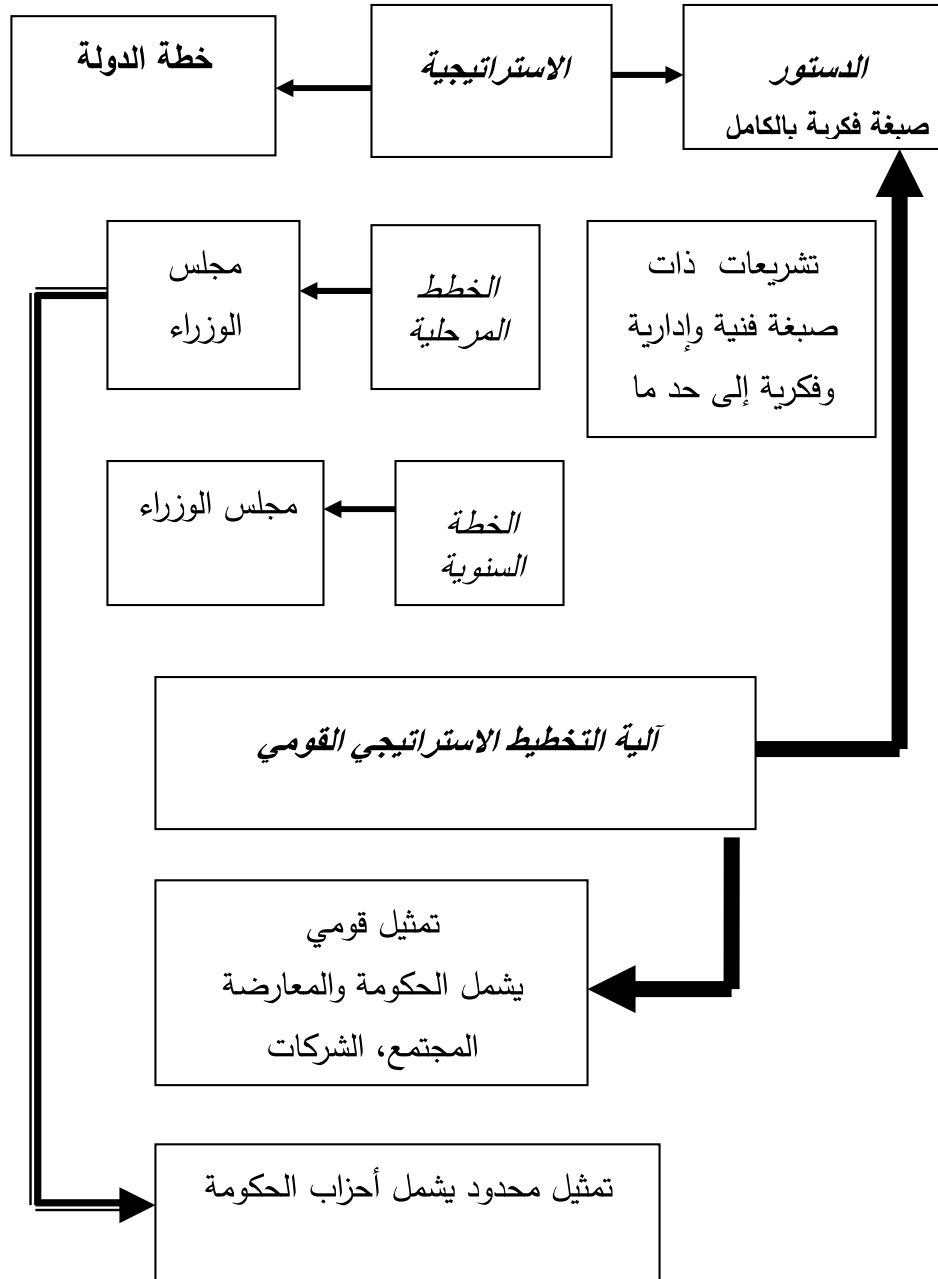 الدستور
صبغة فكرية بالكامل
الاستراتيجية
خطة الدولة
تشريعات ذات
صبغة فنية وإدارية
وفكرية إلى حد ما
الخطط
المرحلية
مجلس
الوزراء
الخطة
السنوية
مجلس الوزراء
آلية التخطيط الاستراتيجي القومي
تمثيل قومي
يشمل الحكومة والمعارضة
المجتمع، الشركات
تمثيل محدود يشمل أحزاب الحكومة